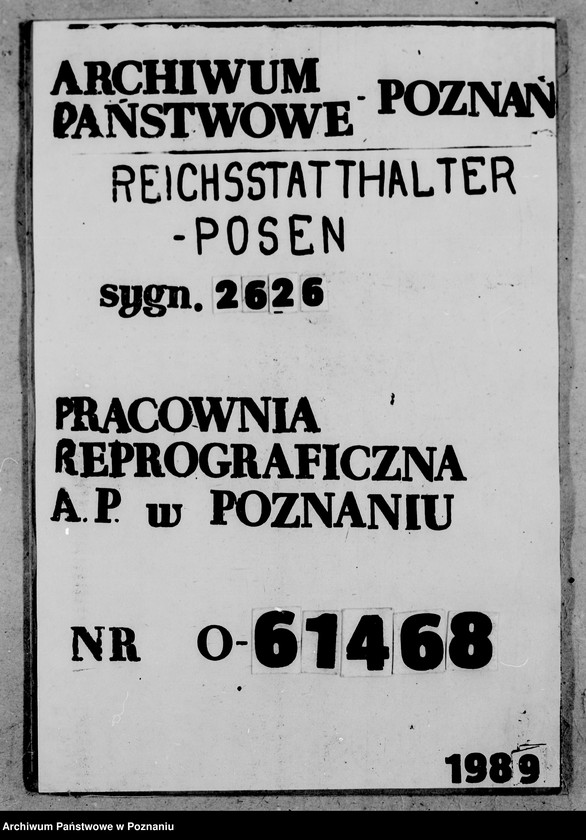 ARCHIWUM
PAŃSTWOWE - POZNAŃ
REICHSSTATTHALTER
-POSEN
sygn. 2626
PRACOWNIA
REPROGRAFICZNA
A.P. w POZNANIU
NR O-61468
1989
Archiwum Państwowe w Poznaniu